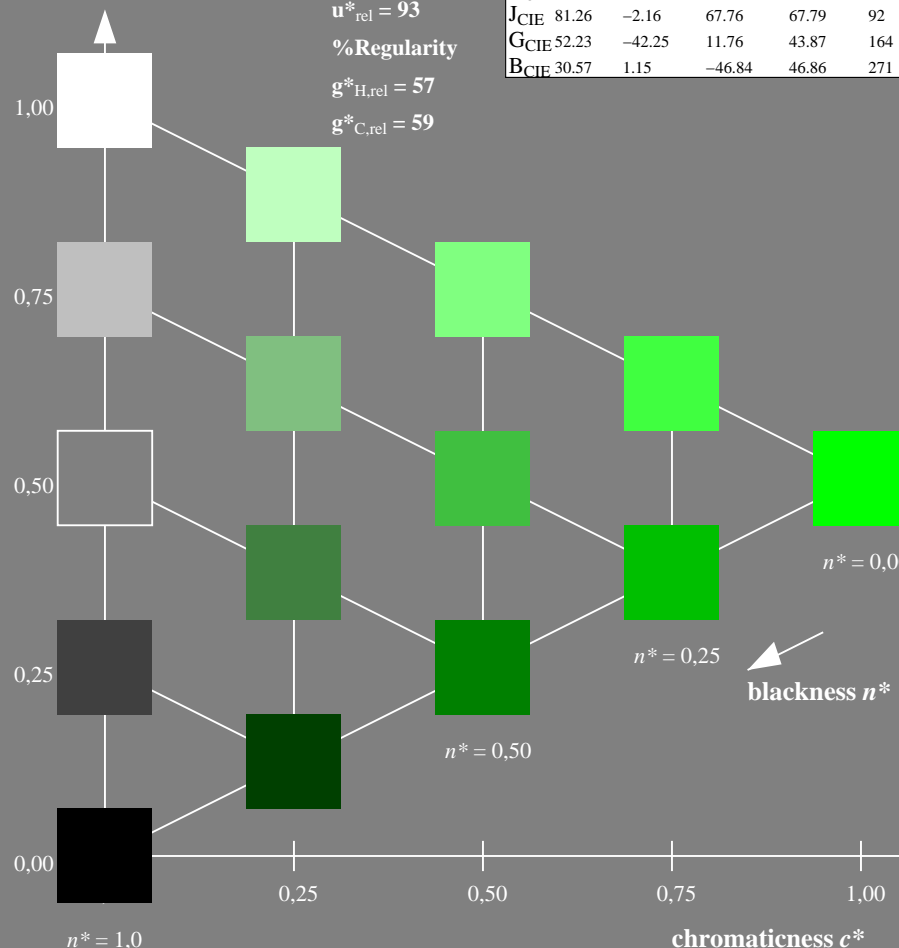 u*rel = 93
%Regularity
g*H,rel = 57
g*C,rel = 59
JCIE 81.26 −2.16 67.76 67.79 92
GCIE 52.23 −42.25 11.76 43.87 164
BCIE 30.57 1.15 −46.84 46.86 271
1,00
0,75
0,50
0,25
0,00
n* = 0,0
n* = 0,25
blackness n*
n* = 0,50
0,25 0,50 0,75 1,00
n* = 1,0
chromaticness c*